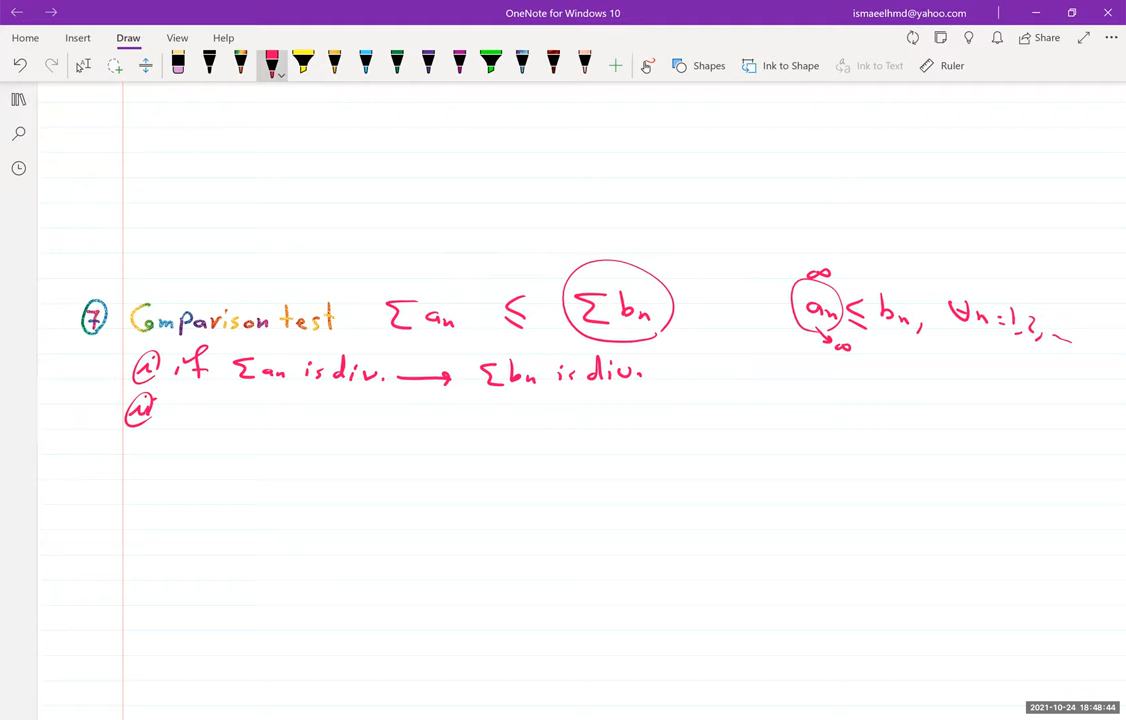 OneNote for Windows 10
ismaeelhmd@yahoo.com
Home Insert Draw View Help
Share
Shapes Ink to Shape Ink to Text Ruler
⑦ Comparison test Σ an ≤ Σ bn
∞
an ≤ bn, ∀n=1,2,...
∞
(i) if Σ an is div. → Σ bn is div.
(ii)
2021-10-24 18:48:44